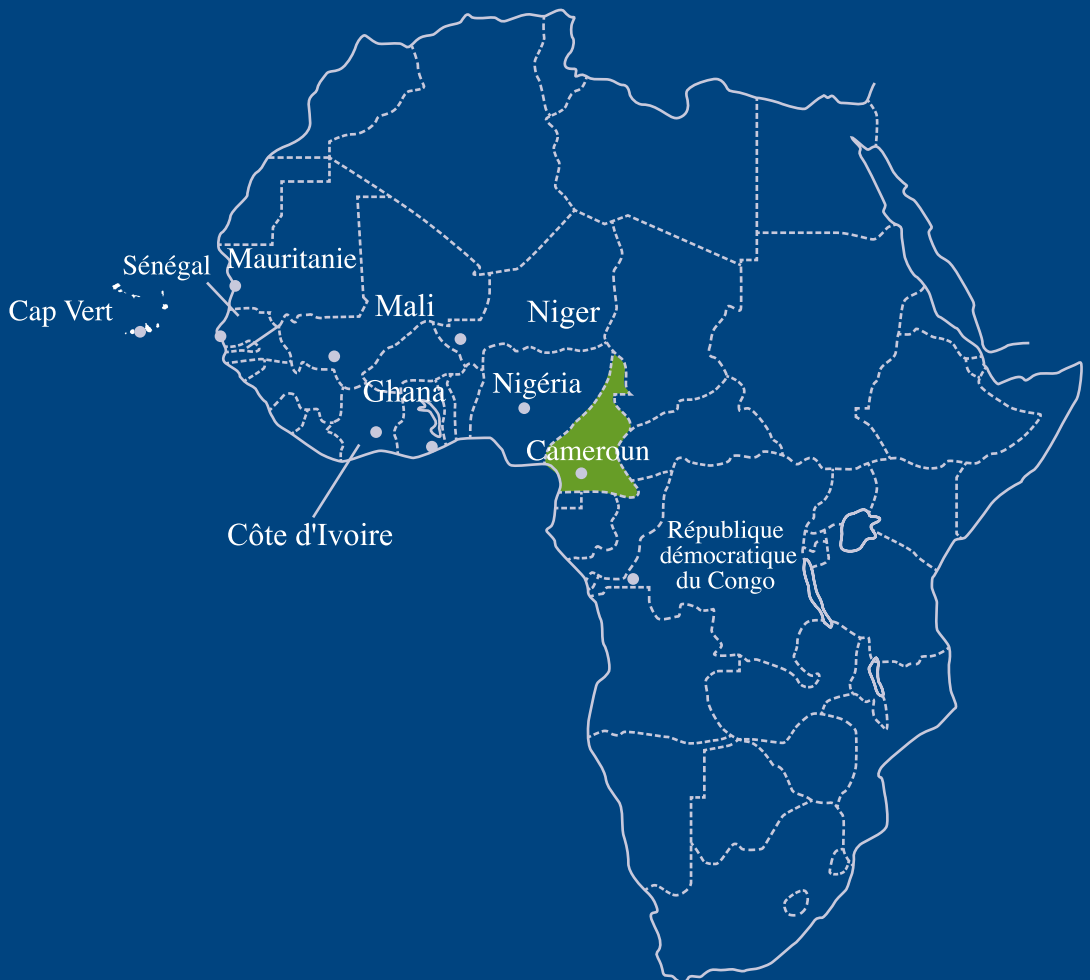 Sénégal
Mauritanie
Cap Vert
Mali
Niger
Ghana
Nigéria
Cameroun
Côte d'Ivoire
République
démocratique
du Congo